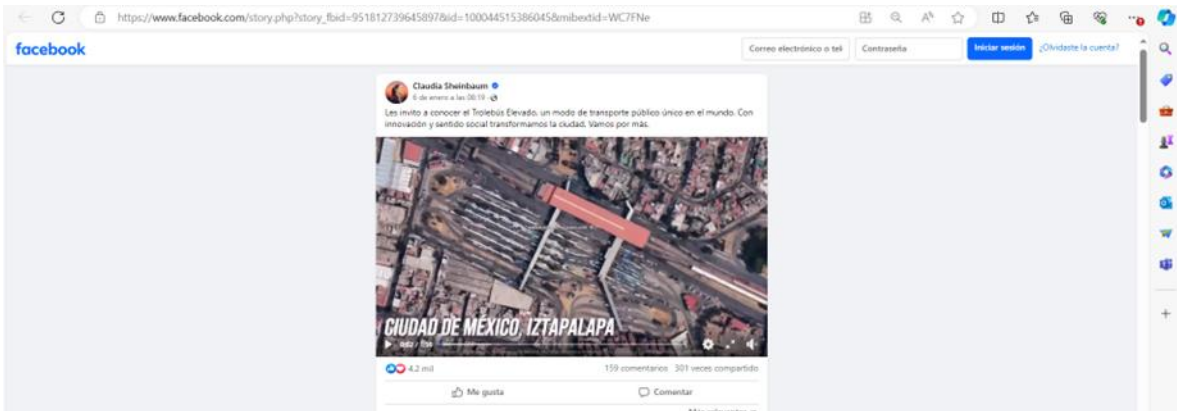 https://www.facebook.com/story.php?story_fbid=951812739645897&id=100044515386045&mibextid=WC7FNe
facebook
Correo electrónico o tel
Contraseña
Iniciar sesión
¿Olvidaste la cuenta?
Claudia Sheinbaum
6 de enero a las 08:19
Les invito a conocer el Trolebús Elevado, un modo de transporte público único en el mundo. Con
innovación y sentido social transformamos la ciudad. Vamos por más.
CIUDAD DE MÉXICO, IZTAPALAPA
4.2 mil
159 comentarios 301 veces compartido
Me gusta
Comentar